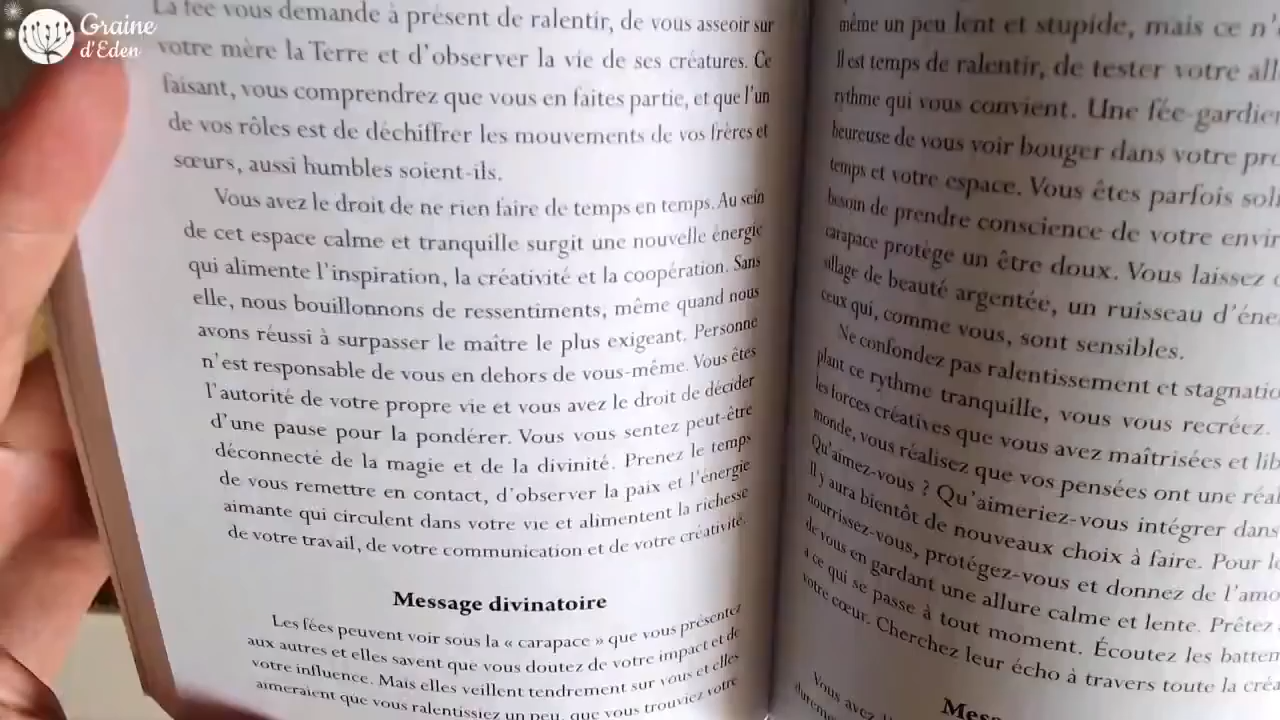 Graine
d'Eden
La fée vous demande à présent de ralentir, de vous asseoir sur
votre mère la Terre et d'observer la vie de ses créatures. Ce
faisant, vous comprendrez que vous en faites partie, et que l'un
de vos rôles est de déchiffrer les mouvements de vos frères et
sœurs, aussi humbles soient-ils.
Vous avez le droit de ne rien faire de temps en temps. Au sein
de cet espace calme et tranquille surgit une nouvelle énergie
qui alimente l'inspiration, la créativité et la coopération. Sans
elle, nous bouillonnons de ressentiments, même quand nous
avons réussi à surpasser le maître le plus exigeant. Personne
n'est responsable de vous en dehors de vous-même. Vous êtes
l'autorité de votre propre vie et vous avez le droit de décider
d'une pause pour la pondérer. Vous vous sentez peut-être
déconnecté de la magie et de la divinité. Prenez le temps
de vous remettre en contact, d'observer la paix et l'énergie
aimante qui circulent dans votre vie et alimentent la richesse
de votre travail, de votre communication et de votre créativité.
Message divinatoire
Les fées peuvent voir sous la « carapace » que vous présentez
aux autres et elles savent que vous doutez de votre impact et de
votre influence. Mais elles veillent tendrement sur vous et elles
aimeraient que vous ralentissiez un peu, que vous trouviez votre
même un peu lent et stupide, mais ce n'
Il est temps de ralentir, de tester votre all
rythme qui vous convient. Une fée-gardien
heureuse de vous voir bouger dans votre pro
temps et votre espace. Vous êtes parfois soli
besoin de prendre conscience de votre envir
carapace protège un être doux. Vous laissez
sillage de beauté argentée, un ruisseau d'éne
ceux qui, comme vous, sont sensibles.
Ne confondez pas ralentissement et stagnatio
plant ce rythme tranquille, vous vous recréez.
les forces créatives que vous avez maîtrisées et lib
monde, vous réalisez que vos pensées ont une réal
Qu'aimez-vous ? Qu'aimeriez-vous intégrer dans
Il y aura bientôt de nouveaux choix à faire. Pour l
nourrissez-vous, protégez-vous et donnez de l'amo
de vous en gardant une allure calme et lente. Prêtez
à ce qui se passe à tout moment. Écoutez les battem
votre cœur. Cherchez leur écho à travers toute la créa
Mess
Vous avez
dureme